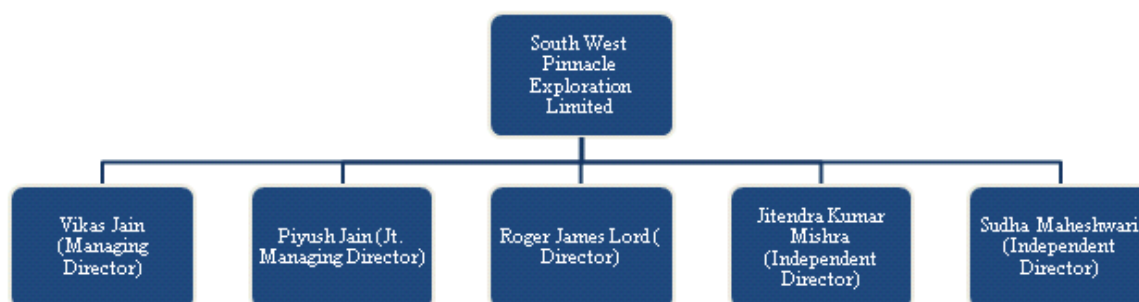 South West
Pinnacle
Exploration
Limited
Vikas Jain
(Managing
Director)
Piyush Jain (Jt.
Managing Director)
Roger James Lord (
Director)
Jitendra Kumar
Mishra
(Independent
Director)
Sudha Maheshwari
(Independent
Director)